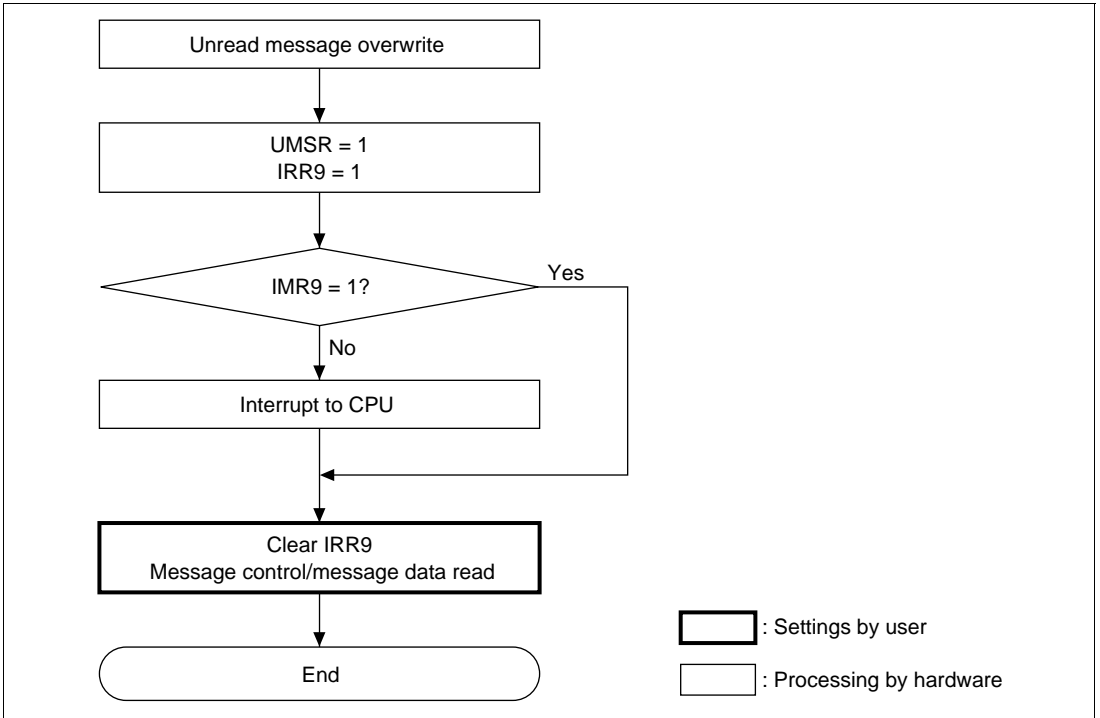 Unread message overwrite
UMSR = 1
IRR9 = 1
IMR9 = 1?
Yes
No
Interrupt to CPU
Clear IRR9
Message control/message data read
End
: Settings by user
: Processing by hardware